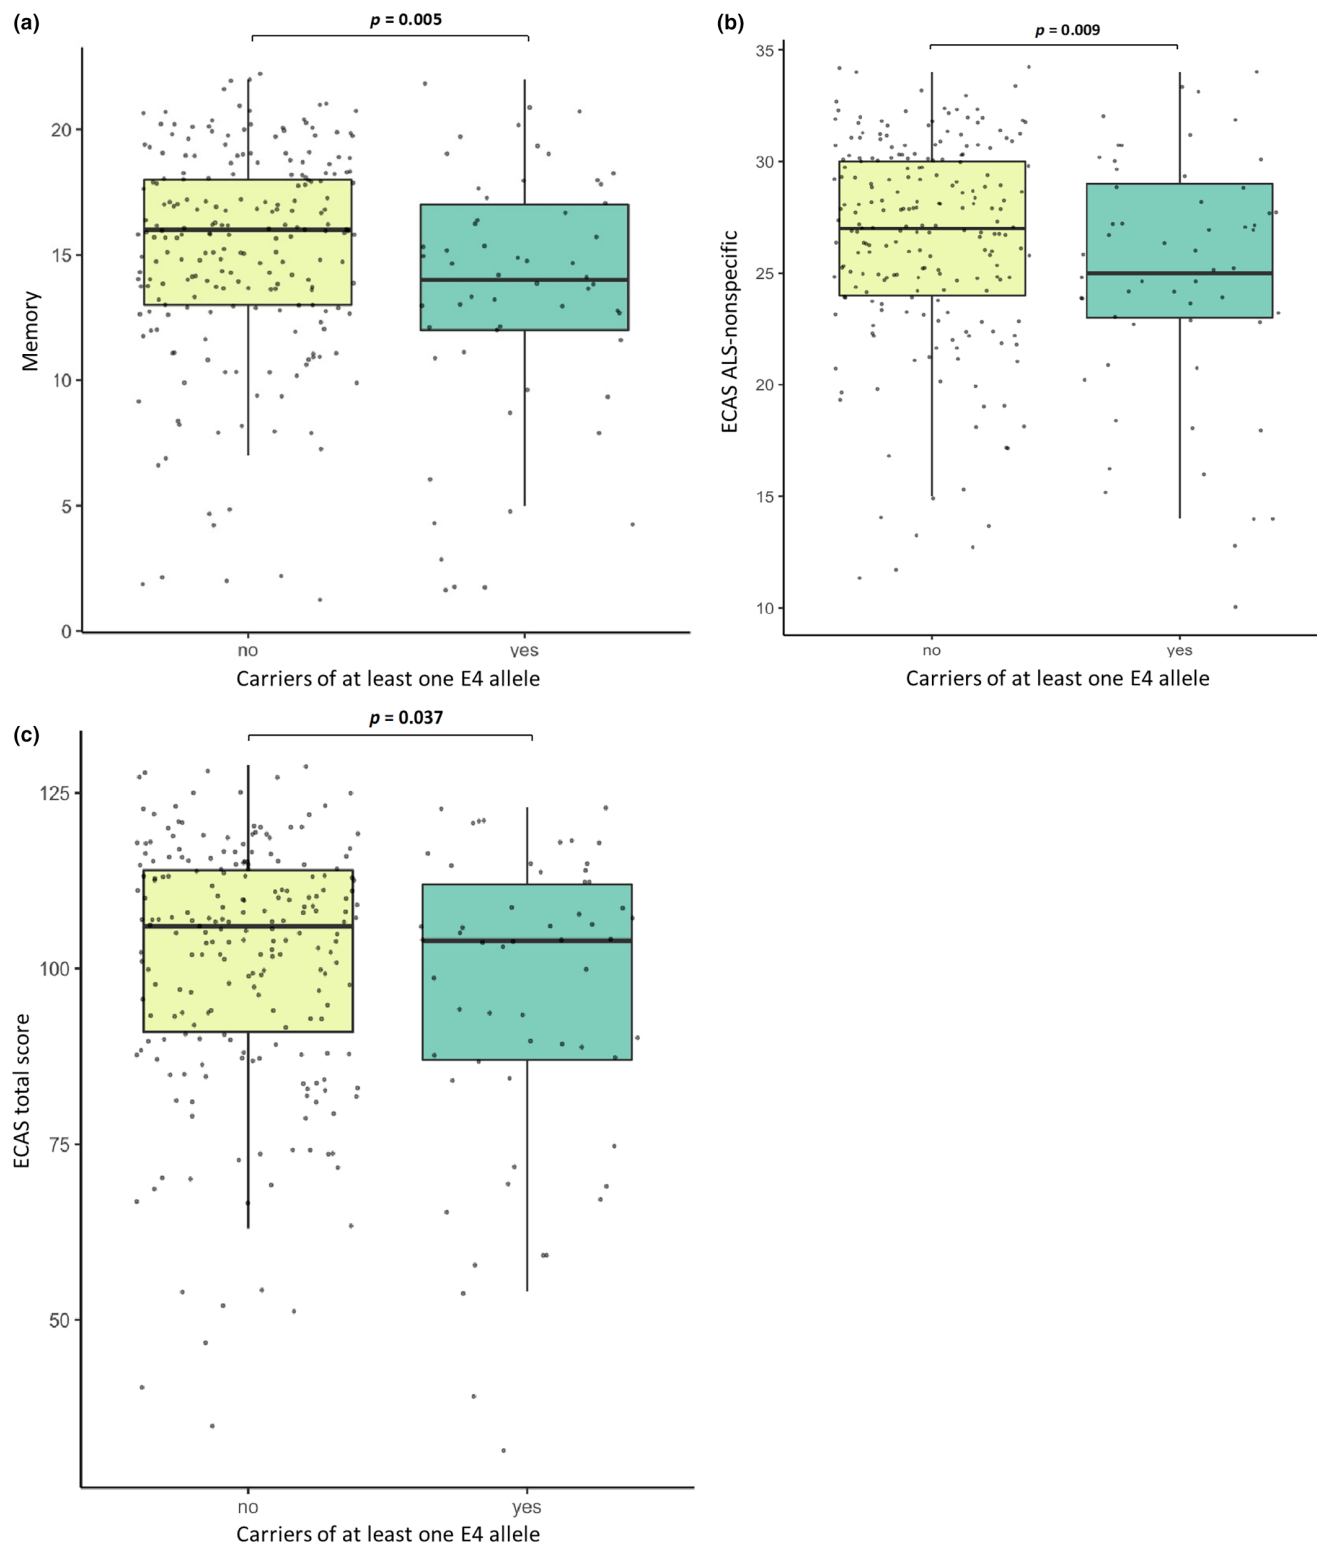 (a)
p = 0.005
Memory
20
15
10
5
0
no
yes
Carriers of at least one E4 allele
(b)
p = 0.009
ECAS ALS-nonspecific
35
30
25
20
15
10
no
yes
Carriers of at least one E4 allele
(c)
p = 0.037
ECAS total score
125
100
75
50
no
yes
Carriers of at least one E4 allele